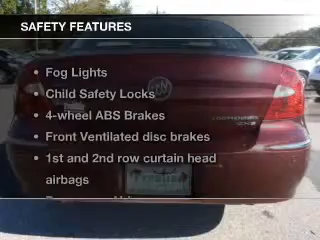 SAFETY FEATURES
• Fog Lights
• Child Safety Locks
• 4-wheel ABS Brakes
• Front Ventilated disc brakes
• 1st and 2nd row curtain head
airbags